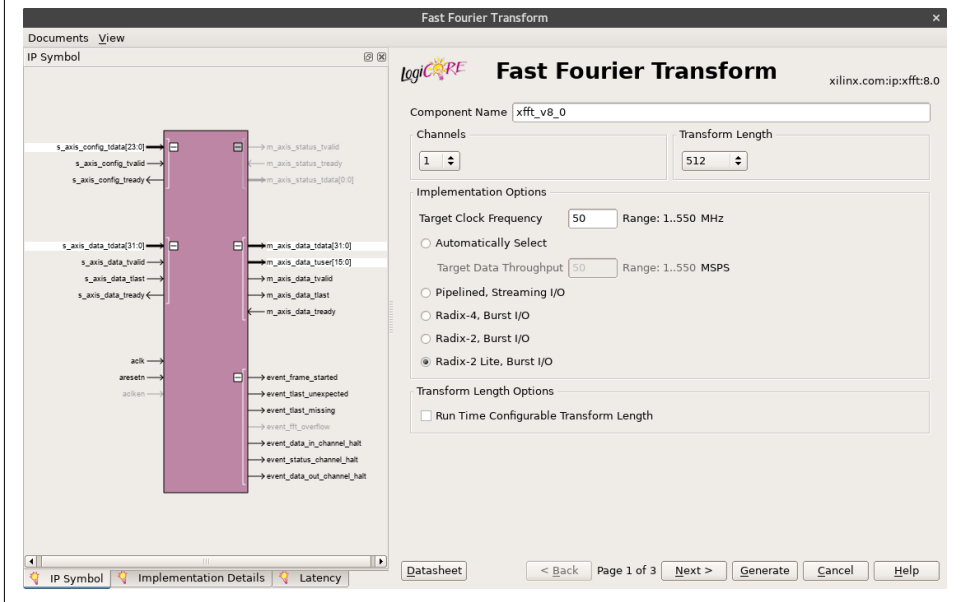 Fast Fourier Transform ×
Documents View
IP Symbol
s_axis_config_tdata[23:0]
s_axis_config_tvalid
s_axis_config_tready
m_axis_status_tvalid
m_axis_status_tready
m_axis_status_tdata[0:0]
s_axis_data_tdata[31:0]
s_axis_data_tvalid
s_axis_data_tlast
s_axis_data_tready
m_axis_data_tdata[31:0]
m_axis_data_tuser[15:0]
m_axis_data_tvalid
m_axis_data_tlast
m_axis_data_tready
aclk
aresetn
aclken
event_frame_started
event_tlast_unexpected
event_tlast_missing
event_fft_overflow
event_data_in_channel_halt
event_status_channel_halt
event_data_out_channel_halt
IP Symbol Implementation Details Latency
LogiCORE Fast Fourier Transform xilinx.com:ip:xfft:8.0
Component Name xfft_v8_0
Channels
1
Transform Length
512
Implementation Options
Target Clock Frequency 50 Range: 1..550 MHz
Automatically Select
Target Data Throughput 50 Range: 1..550 MSPS
Pipelined, Streaming I/O
Radix-4, Burst I/O
Radix-2, Burst I/O
Radix-2 Lite, Burst I/O
Transform Length Options
Run Time Configurable Transform Length
Datasheet < Back Page 1 of 3 Next > Generate Cancel Help